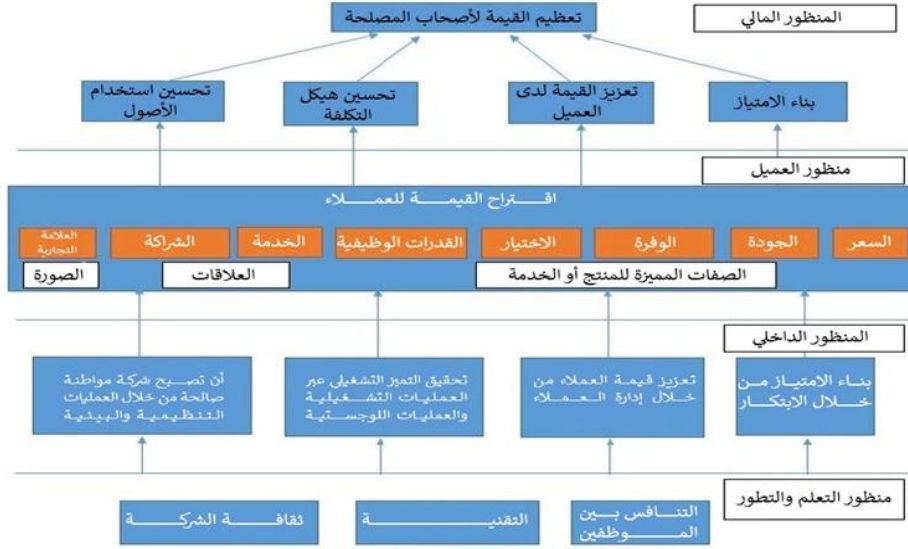 المنظور المالي
تعظيم القيمة لأصحاب المصلحة
بناء الامتياز
تعزيز القيمة لدى
العميل
تحسين هيكل
التكلفة
تحسين استخدام
الأصول
منظور العميل
اقتراح القيمة للعملاء
السعر
الجودة
الوفرة
الاختيار
القدرات الوظيفية
الخدمة
الشراكة
العلامة
التجارية
الصفات المميزة للمنتج أو الخدمة
العلاقات
الصورة
المنظور الداخلي
بناء الامتياز من
خلال الابتكار
تعزيز قيمة العملاء من
خلال إدارة العملاء
تحقيق التميز التشغيلي عبر
العمليات التشغيلية
والعمليات اللوجستية
أن تصبح شركة مواطنة
صالحة من خلال العمليات
التنظيمية والبيئية
منظور التعلم والتطور
التنافس بين
الموظفين
التقنية
ثقافة الشركة